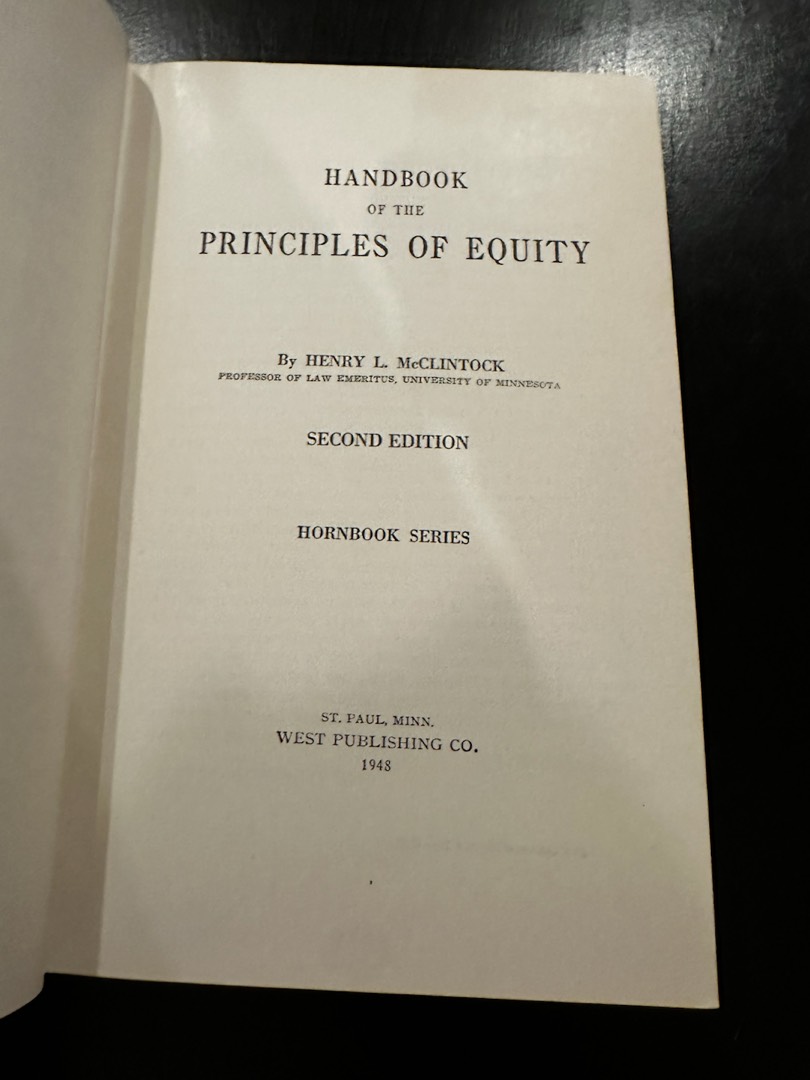 HANDBOOK
OF THE
PRINCIPLES OF EQUITY
By HENRY L. McCLINTOCK
PROFESSOR OF LAW EMERITUS, UNIVERSITY OF MINNESOTA
SECOND EDITION
HORNBOOK SERIES
ST. PAUL, MINN.
WEST PUBLISHING CO.
1948